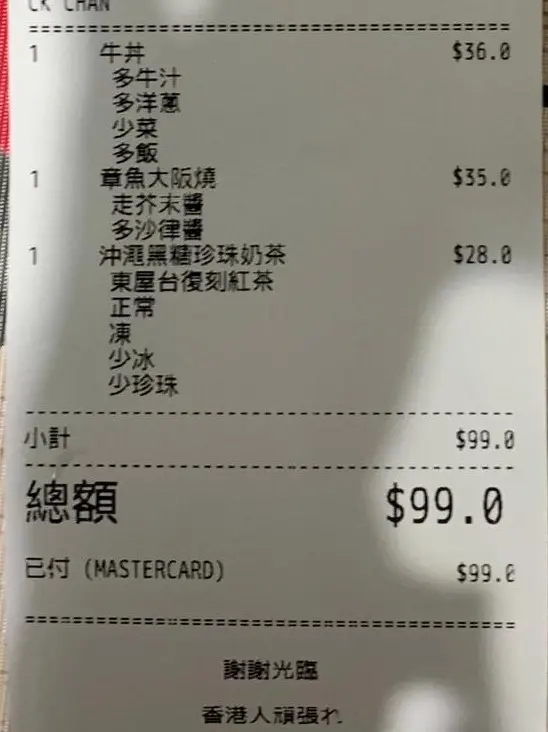 CK CHAN
================================
1 牛丼 $36.0
多牛汁
多洋蔥
少菜
多飯
1 章魚大阪燒 $35.0
走芥末醬
多沙律醬
1 沖澠黑糖珍珠奶茶 $28.0
東屋台復刻紅茶
正常
凍
少冰
少珍珠
--------------------------------
小計 $99.0
--------------------------------
總額 $99.0
已付 (MASTERCARD) $99.0
================================
謝謝光臨
香港人頑張れ